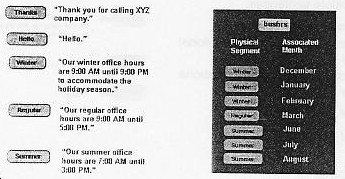 Thanks
"Thank you for calling XYZ
company."
Hello
"Hello."
Winter
"Our winter office hours
are 9:00 AM until 9:00 PM
to accommodate the
holiday season."
Regular
"Our regular office
hours are 9:00 AM until
5:00 PM."
Summer
"Our summer office
hours are 7:00 AM until
3:00 PM."
bushrs
Physical Segment
Associated Month
Winter December
Winter January
Winter February
Regular March
Summer June
Summer July
Summer August